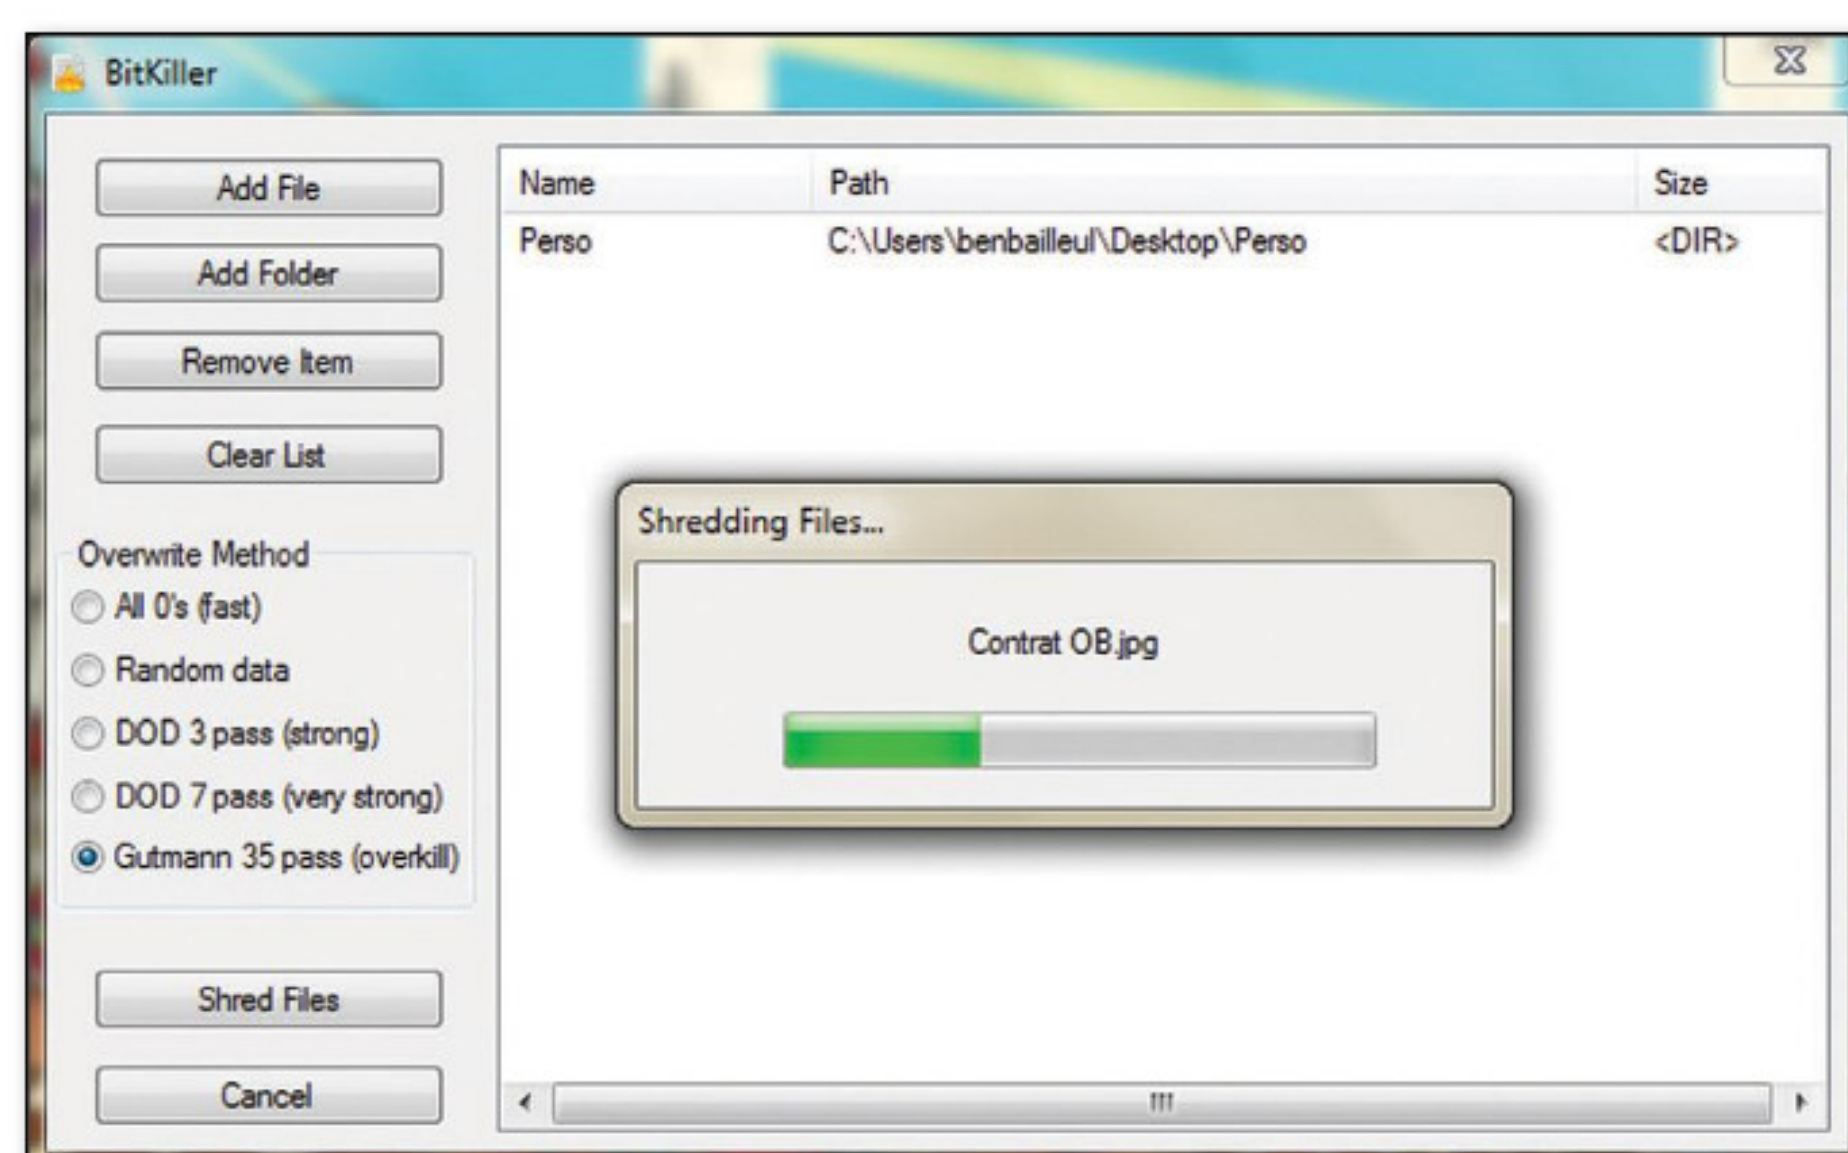 BitKiller
Add File
Add Folder
Remove Item
Clear List
Overwrite Method
All 0's (fast)
Random data
DOD 3 pass (strong)
DOD 7 pass (very strong)
Gutmann 35 pass (overkill)
Shred Files
Cancel
Name Path Size
Perso C:\Users\benbailleul\Desktop\Perso <DIR>
Shredding Files...
Contrat OB.jpg